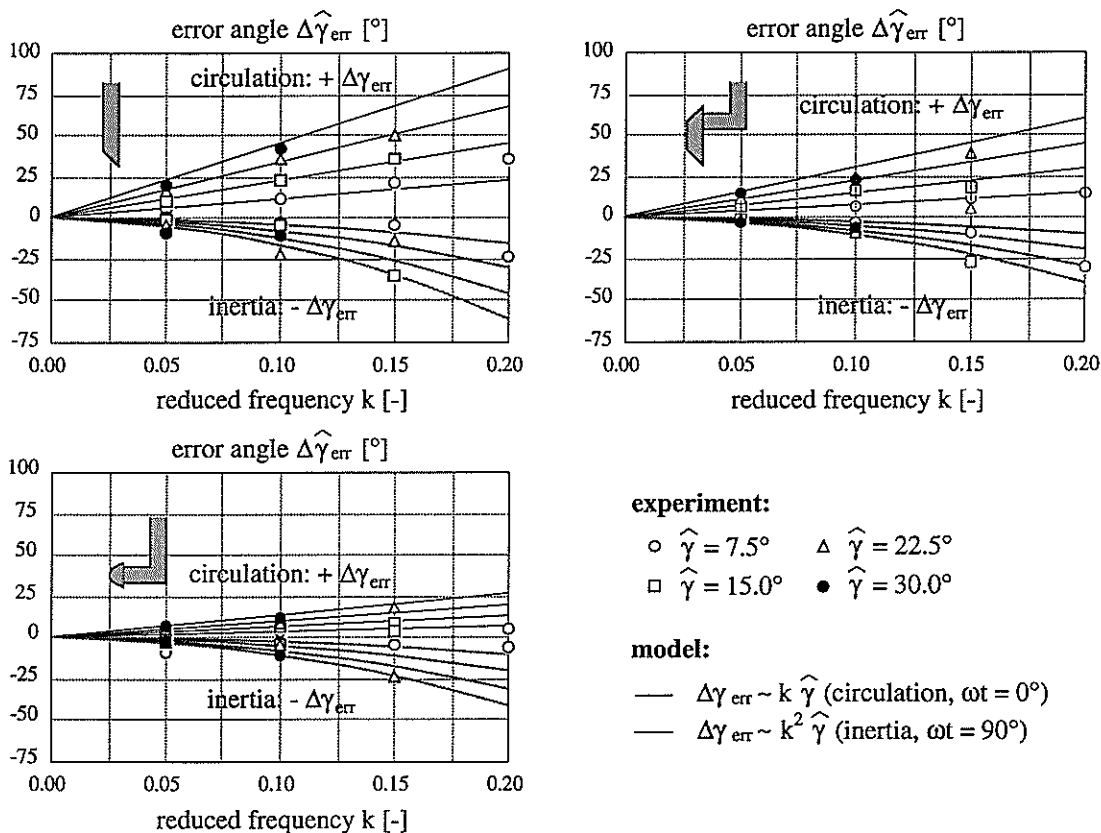 error angle Δγ̂err [°]
100
75
50
25
0
-25
-50
-75
circulation: + Δγerr
inertia: - Δγerr
0.00 0.05 0.10 0.15 0.20
reduced frequency k [-]
error angle Δγ̂err [°]
100
75
50
25
0
-25
-50
-75
circulation: + Δγerr
inertia: - Δγerr
0.00 0.05 0.10 0.15 0.20
reduced frequency k [-]
error angle Δγ̂err [°]
100
75
50
25
0
-25
-50
-75
circulation: + Δγerr
inertia: - Δγerr
0.00 0.05 0.10 0.15 0.20
reduced frequency k [-]
experiment:
○ γ̂ = 7.5° △ γ̂ = 22.5°
□ γ̂ = 15.0° ● γ̂ = 30.0°
model:
— Δγ err ~ k γ̂ (circulation, ωt = 0°)
— Δγ err ~ k² γ̂ (inertia, ωt = 90°)